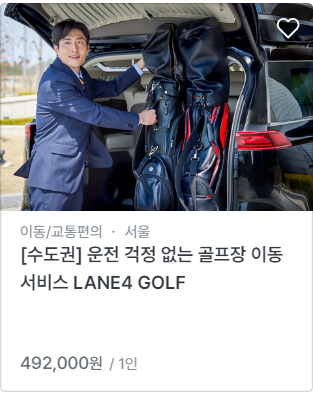 이동/교통편의 · 서울
[수도권] 운전 걱정 없는 골프장 이동
서비스 LANE4 GOLF
492,000원 / 1인